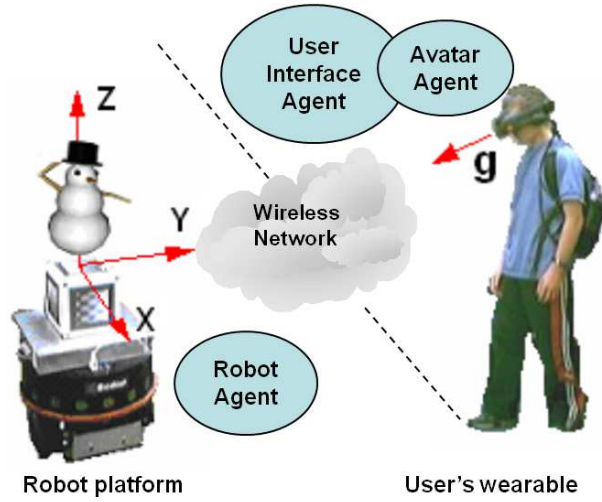 User
Interface
Agent
Avatar
Agent
Z
g
Y
Wireless
Network
X
Robot
Agent
Robot platform
User's wearable